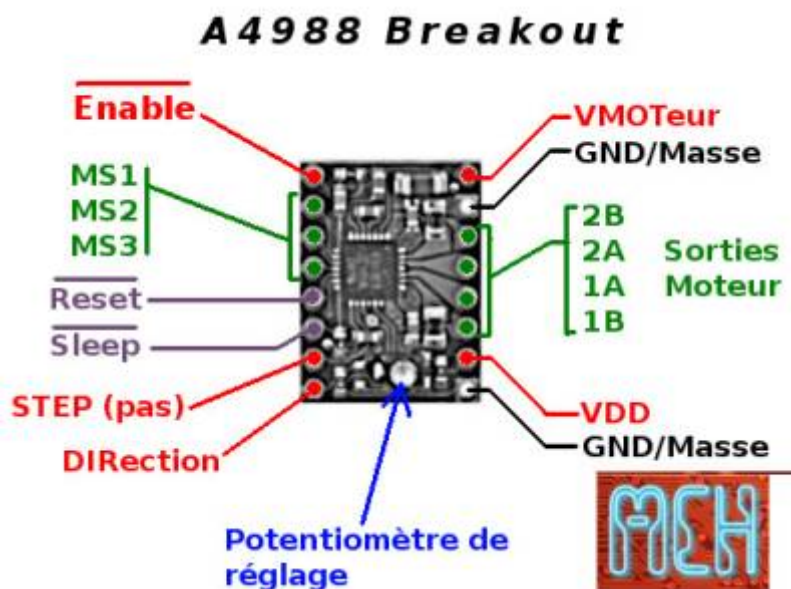 A4988 Breakout
Enable
MS1
MS2
MS3
Reset
Sleep
STEP (pas)
DIRection
VMOTeur
GND/Masse
2B
2A Sorties
1A Moteur
1B
VDD
GND/Masse
Potentiomètre de
réglage
MCH